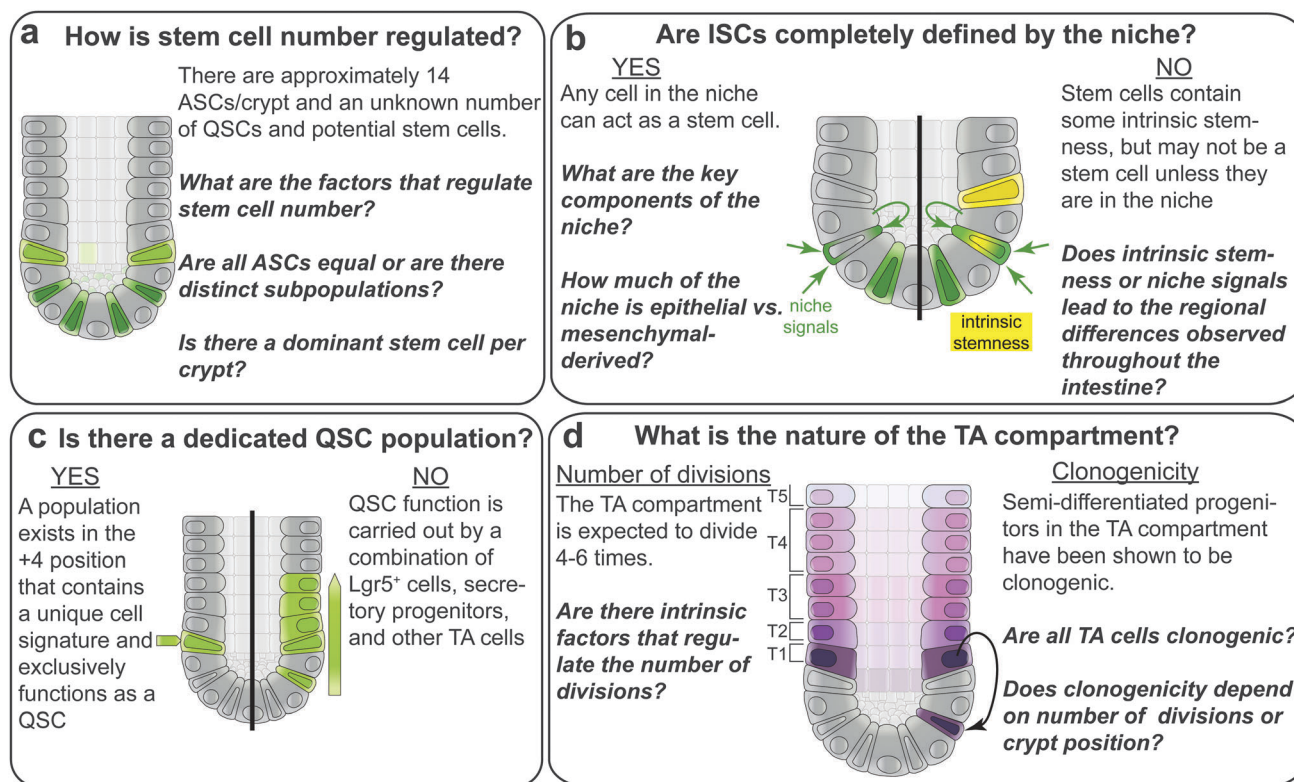 a
How is stem cell number regulated?
There are approximately 14
ASCs/crypt and an unknown number
of QSCs and potential stem cells.
What are the factors that regulate
stem cell number?
Are all ASCs equal or are there
distinct subpopulations?
Is there a dominant stem cell per
crypt?
b
Are ISCs completely defined by the niche?
YES
Any cell in the niche
can act as a stem cell.
What are the key
components of the
niche?
How much of the
niche is epithelial vs.
mesenchymal-
derived?
niche
signals
intrinsic
stemness
NO
Stem cells contain
some intrinsic stem-
ness, but may not be a
stem cell unless they
are in the niche
Does intrinsic stem-
ness or niche signals
lead to the regional
differences observed
throughout the
intestine?
c
Is there a dedicated QSC population?
YES
A population
exists in the
+4 position
that contains
a unique cell
signature and
exclusively
functions as a
QSC
NO
QSC function is
carried out by a
combination of
Lgr5⁺ cells, secre-
tory progenitors,
and other TA cells
d
What is the nature of the TA compartment?
Number of divisions
The TA compartment
is expected to divide
4-6 times.
Are there intrinsic
factors that regu-
late the number of
divisions?
T5
T4
T3
T2
T1
Clonogenicity
Semi-differentiated progeni-
tors in the TA compartment
have been shown to be
clonogenic.
Are all TA cells clonogenic?
Does clonogenicity depend
on number of divisions or
crypt position?